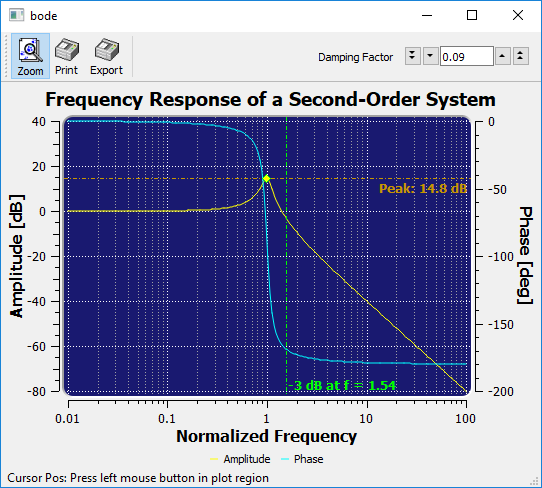 bode
Zoom Print Export Damping Factor 0.09
Frequency Response of a Second-Order System
40 0
20 -50
Peak: 14.8 dB
0
-20 -100
-40 -150
-60
-80 -200
-3 dB at f = 1.54
Amplitude [dB]
Phase [deg]
0.01 0.1 1 10 100
Normalized Frequency
Amplitude Phase
Cursor Pos: Press left mouse button in plot region